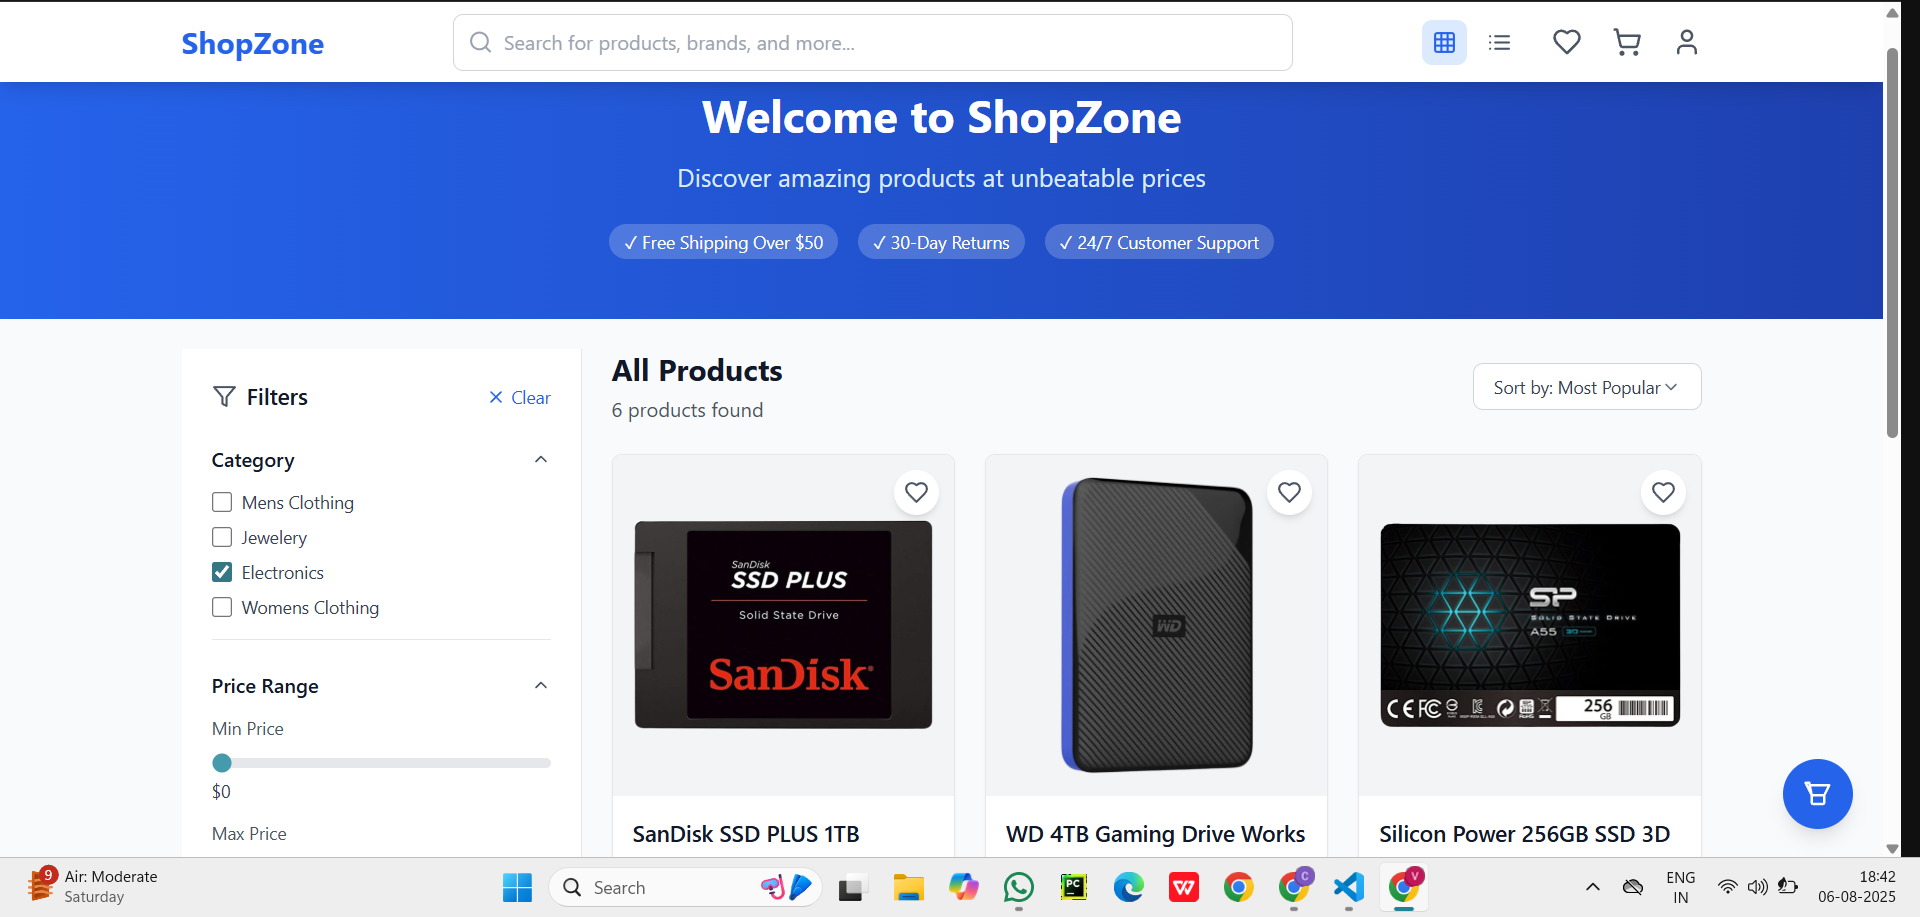 ShopZone
Search for products, brands, and more...
Welcome to ShopZone
Discover amazing products at unbeatable prices
✓ Free Shipping Over $50
✓ 30-Day Returns
✓ 24/7 Customer Support
Filters
Clear
Category
Mens Clothing
Jewelery
Electronics
Womens Clothing
Price Range
Min Price
$0
Max Price
All Products
6 products found
Sort by: Most Popular
SanDisk
SSD PLUS
Solid State Drive
SanDisk
SanDisk SSD PLUS 1TB
WD
WD 4TB Gaming Drive Works
SP
Solid State Drive
A55
CE FC
256
GB
Silicon Power 256GB SSD 3D
9
Air: Moderate
Saturday
Search
PC
W
C
V
ENG
IN
18:42
06-08-2025